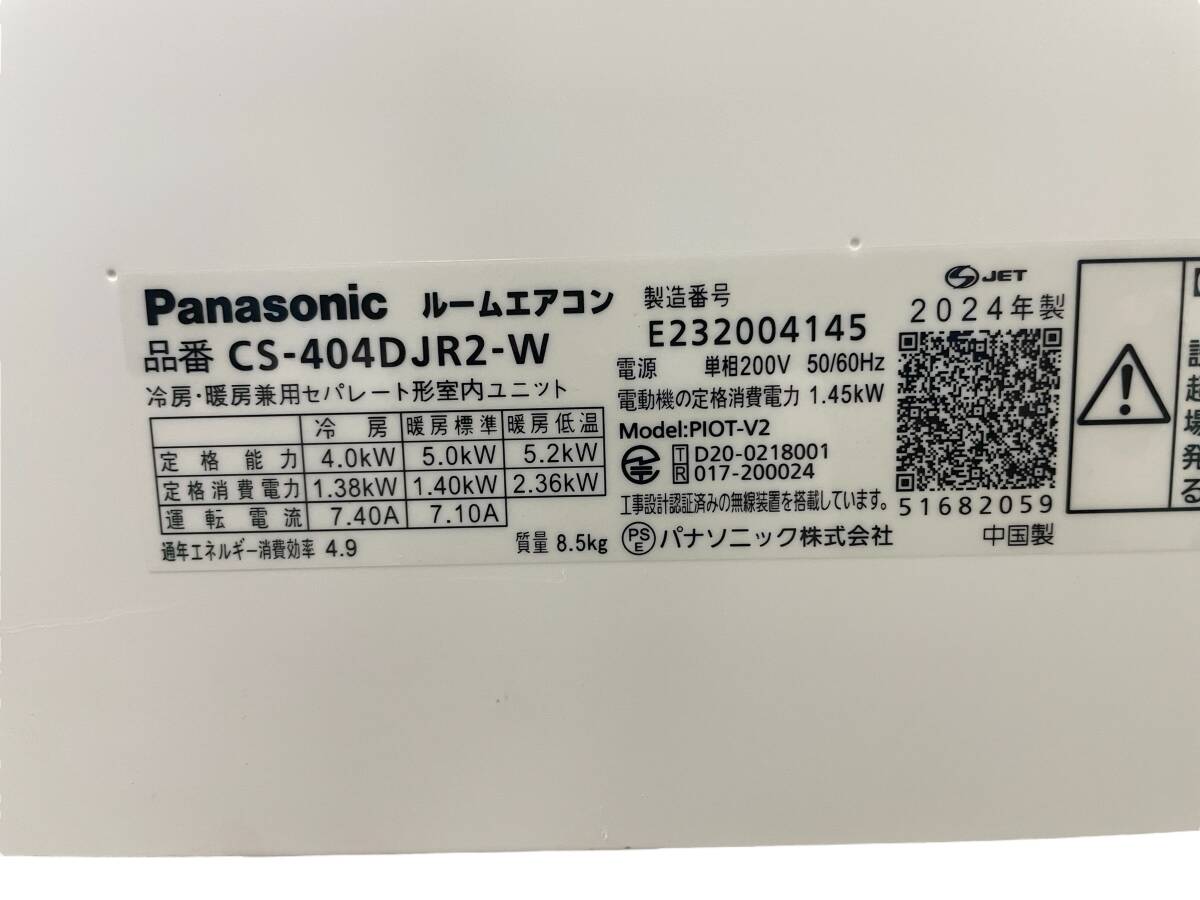 Panasonic ルームエアコン
品番 CS-404DJR2-W
冷房・暖房兼用セパレート形室内ユニット
冷房 暖房標準 暖房低温
定格能力 4.0kW 5.0kW 5.2kW
定格消費電力 1.38kW 1.40kW 2.36kW
運転電流 7.40A 7.10A
通年エネルギー消費効率 4.9 質量 8.5kg
製造番号
E232004145
電源 単相200V 50/60Hz
電動機の定格消費電力 1.45kW
Model:PIOT-V2
T D20-0218001
R 017-200024
工事設計認証済みの無線装置を搭載しています。
PSE パナソニック株式会社
JET
2024年製
51682059
中国製
超
場
発
る